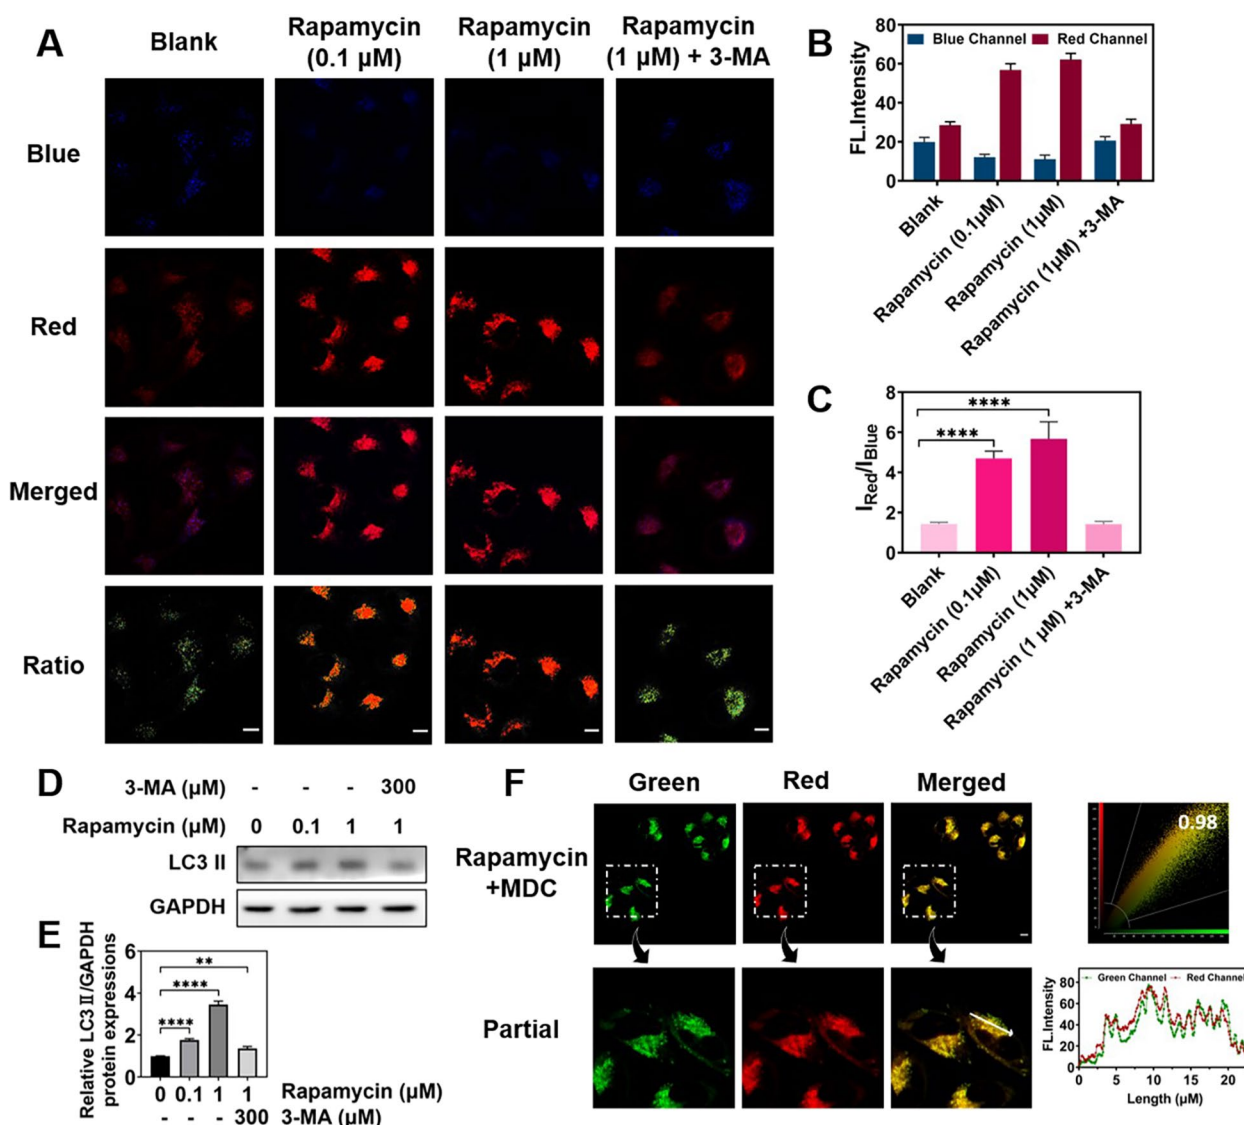 A
Blank
Rapamycin
(0.1 μM)
Rapamycin
(1 μM)
Rapamycin
(1 μM) + 3-MA
Blue
Red
Merged
Ratio
B
FL.Intensity
80
60
40
20
0
Blue Channel
Red Channel
Blank
Rapamycin (0.1μM)
Rapamycin (1μM)
Rapamycin (1μM) +3-MA
C
I Red/I Blue
8
6
4
2
0
****
****
Blank
Rapamycin (0.1μM)
Rapamycin (1μM)
Rapamycin (1 μM) +3-MA
D
3-MA (μM) - - - 300
Rapamycin (μM) 0 0.1 1 1
LC3 II
GAPDH
E
Relative LC3 II/GAPDH
protein expressions
6
4
2
0
**
****
****
0 0.1 1 1 Rapamycin (μM)
- - - 300 3-MA (μM)
F
Green Red Merged
Rapamycin
+MDC
0.98
Partial
Green Channel Red Channel
FL.Intensity
80
60
40
20
0
0 5 10 15 20
Length (μM)